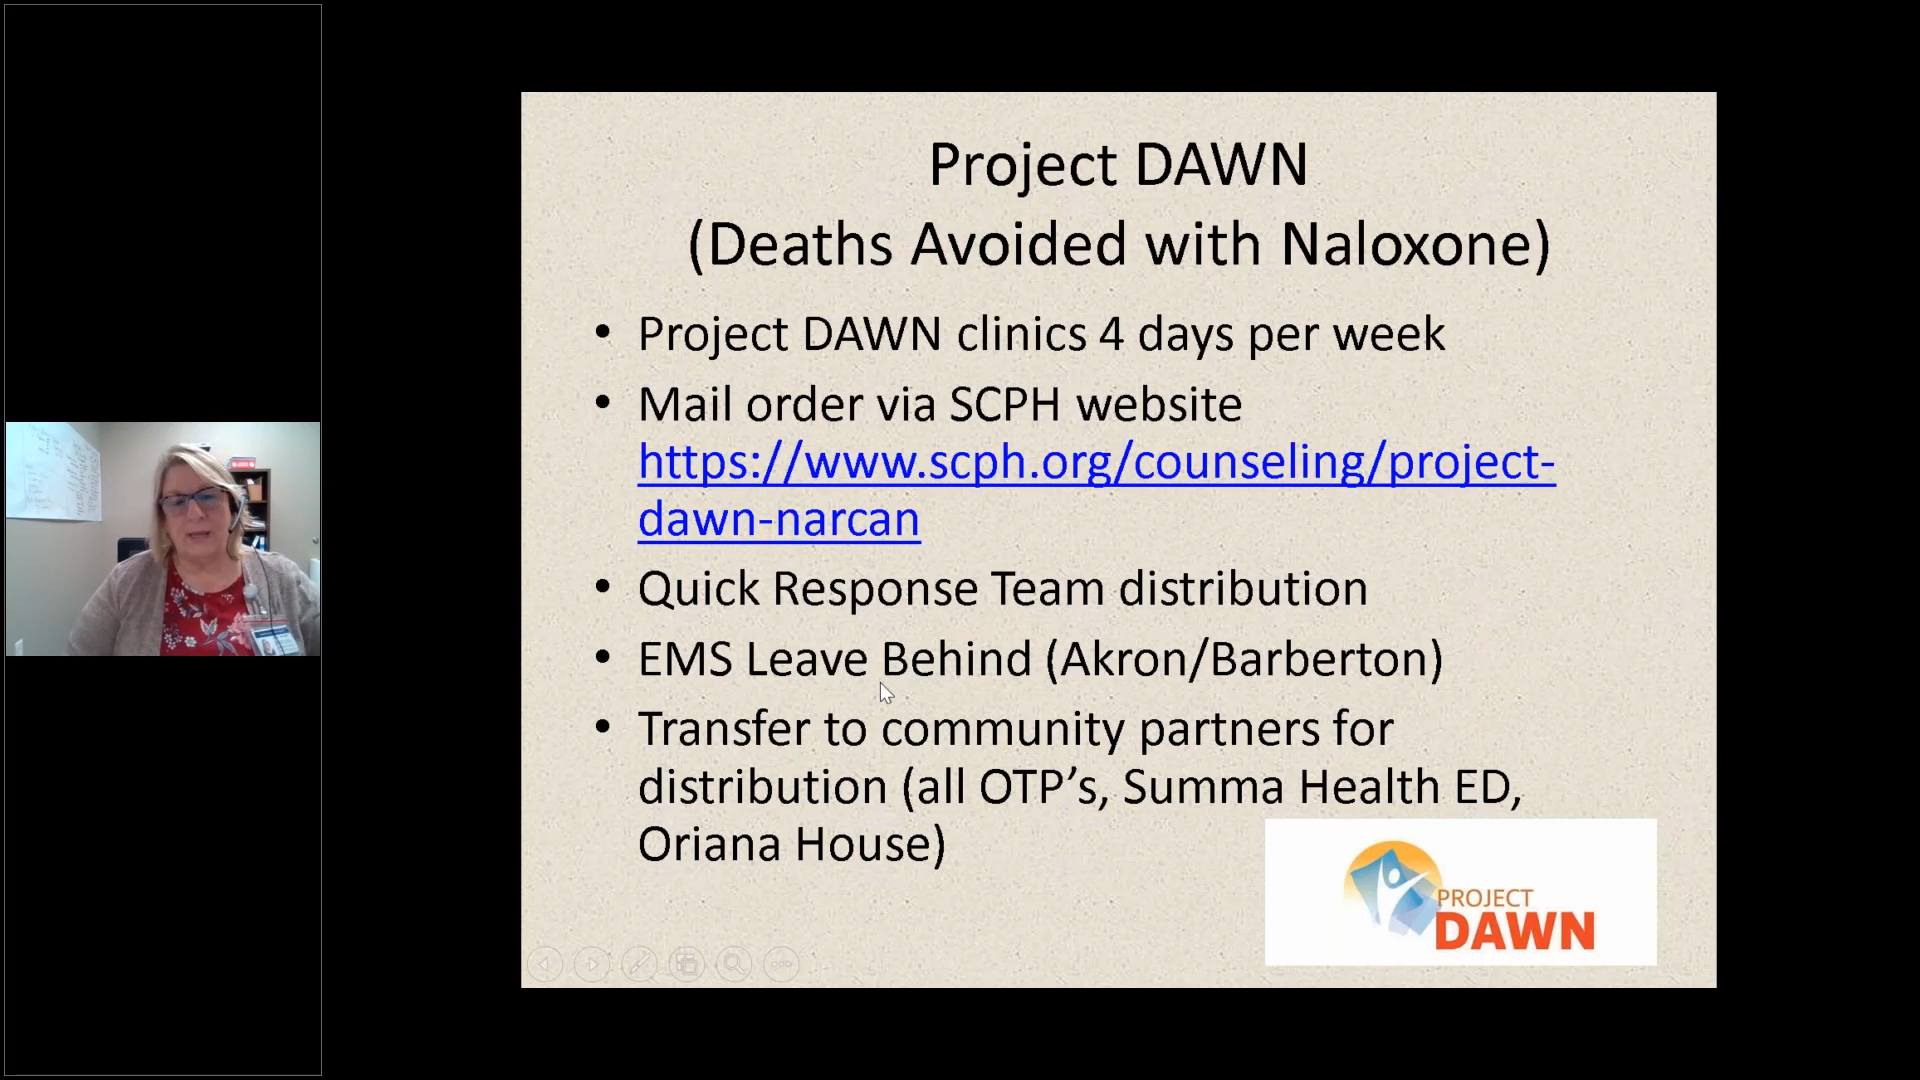 Project DAWN
(Deaths Avoided with Naloxone)
• Project DAWN clinics 4 days per week
• Mail order via SCPH website
https://www.scph.org/counseling/project-
dawn-narcan
• Quick Response Team distribution
• EMS Leave Behind (Akron/Barberton)
• Transfer to community partners for
distribution (all OTP’s, Summa Health ED,
Oriana House)
PROJECT
DAWN